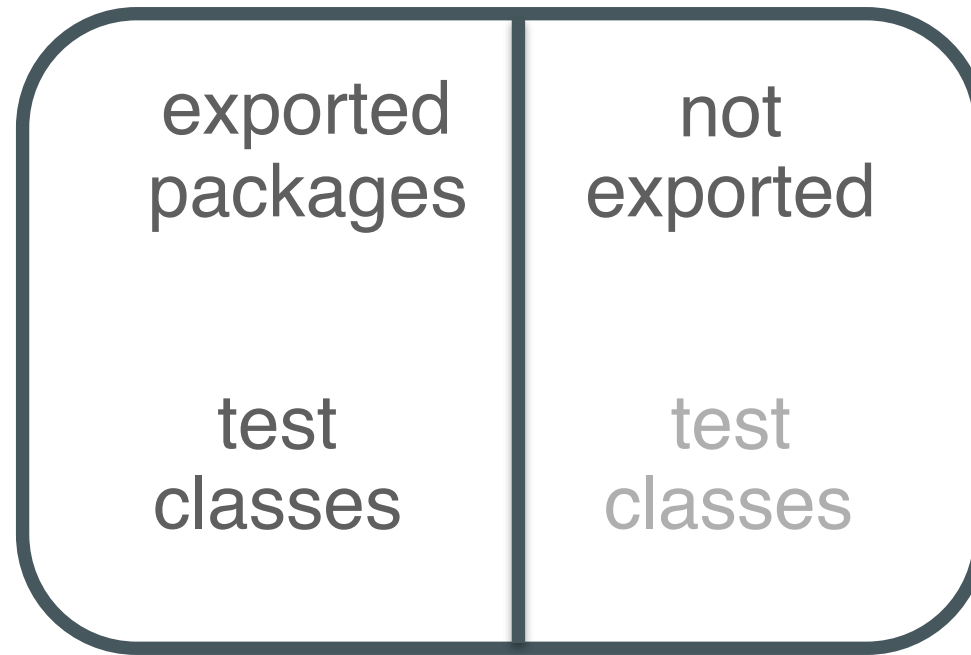 exported
packages
not
exported
test
classes
test
classes